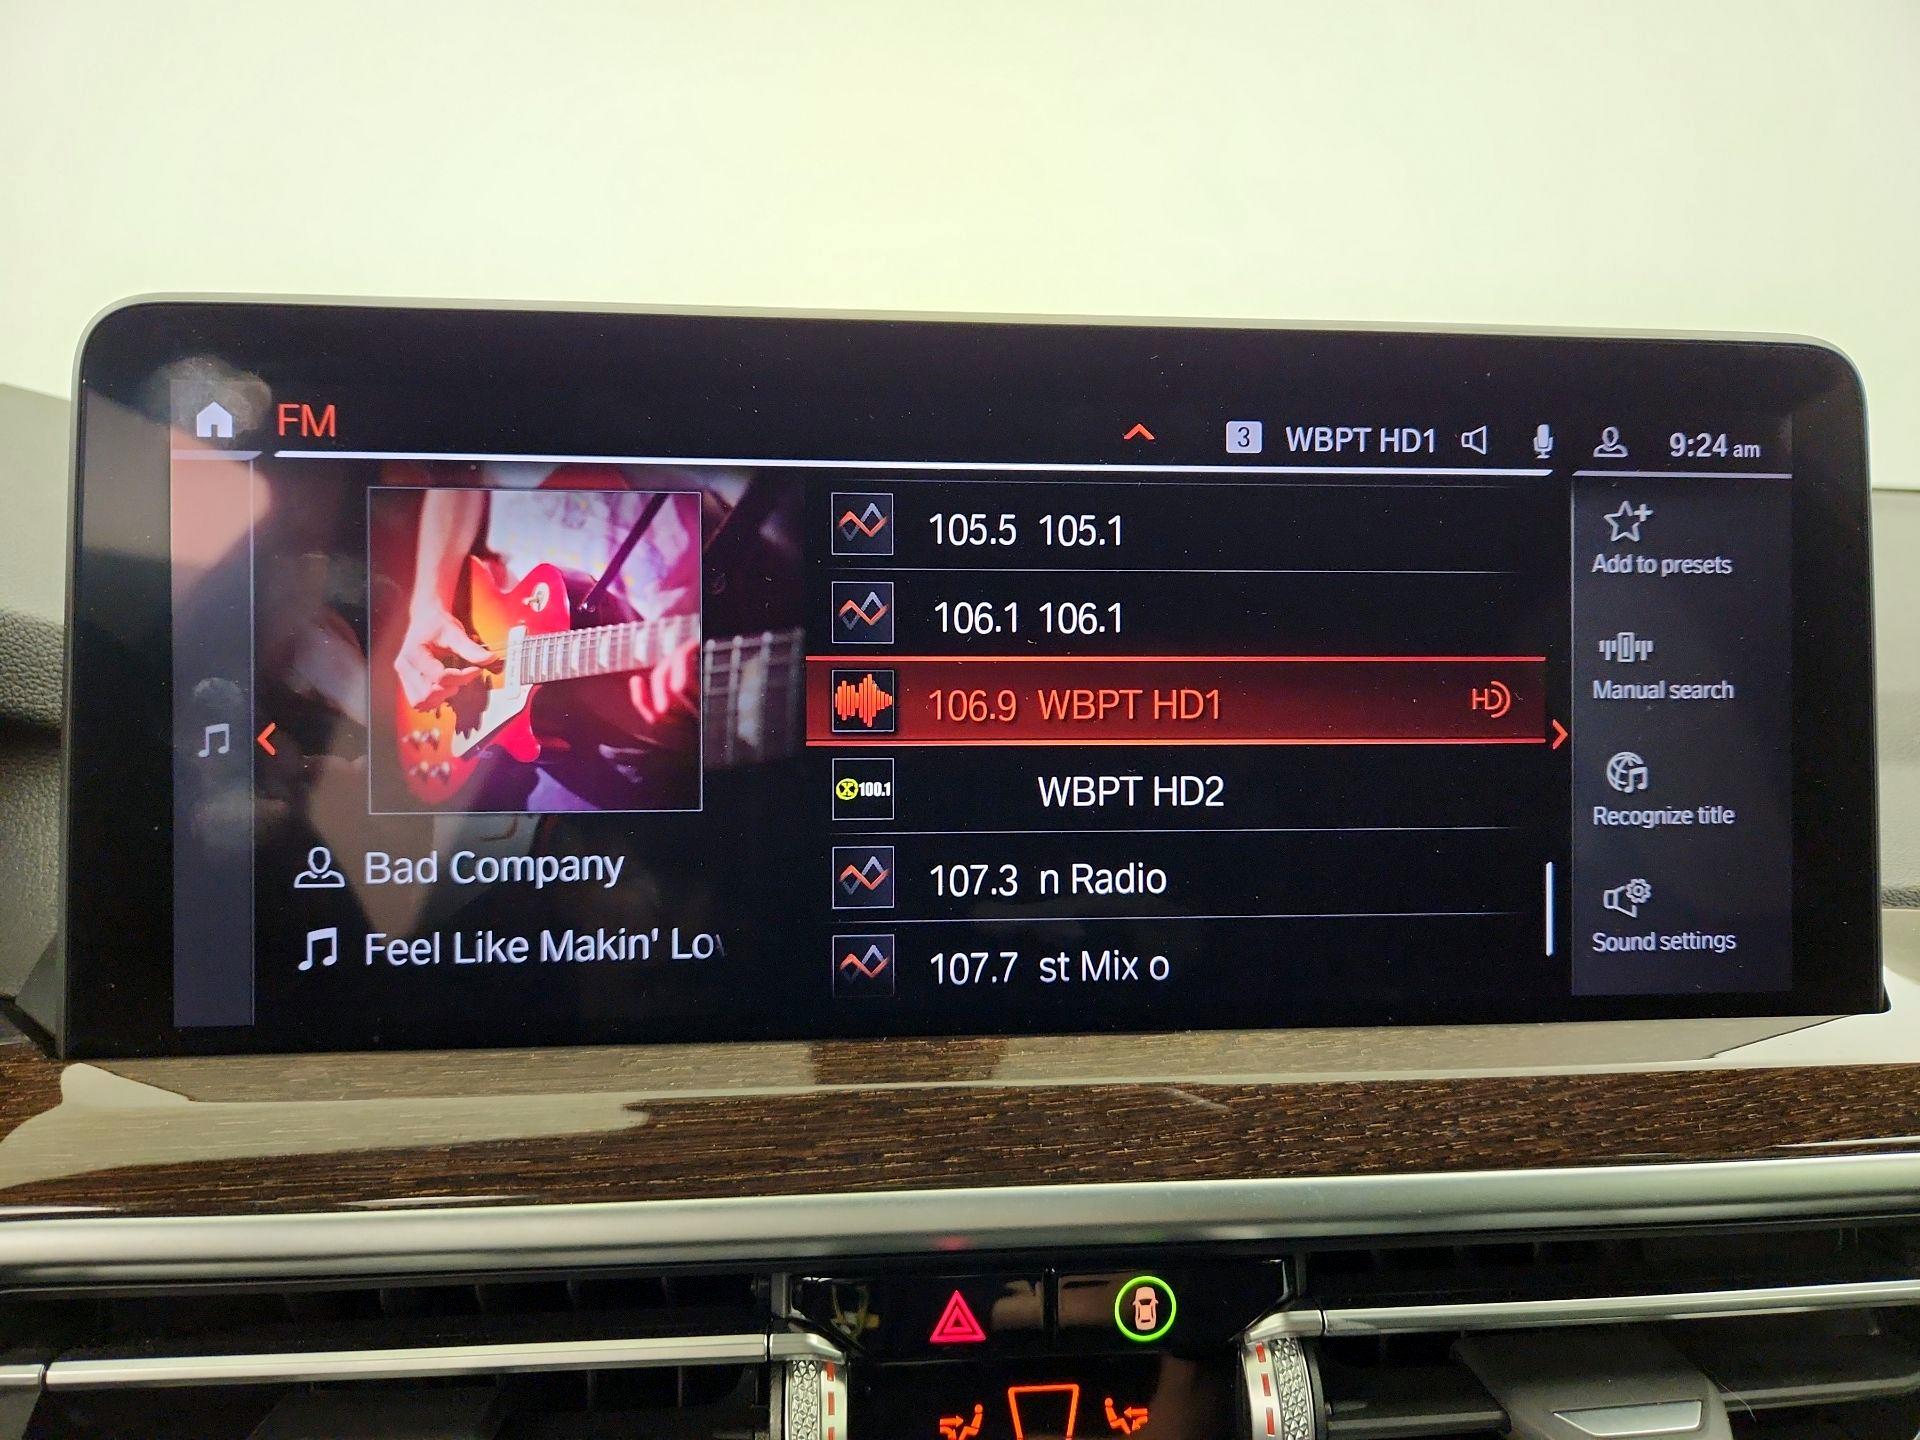 FM
3 WBPT HD1
9:24 am
105.5 105.1
106.1 106.1
106.9 WBPT HD1 HD
X100.1 WBPT HD2
107.3 n Radio
107.7 st Mix o
Bad Company
Feel Like Makin' Lov
Add to presets
Manual search
Recognize title
Sound settings